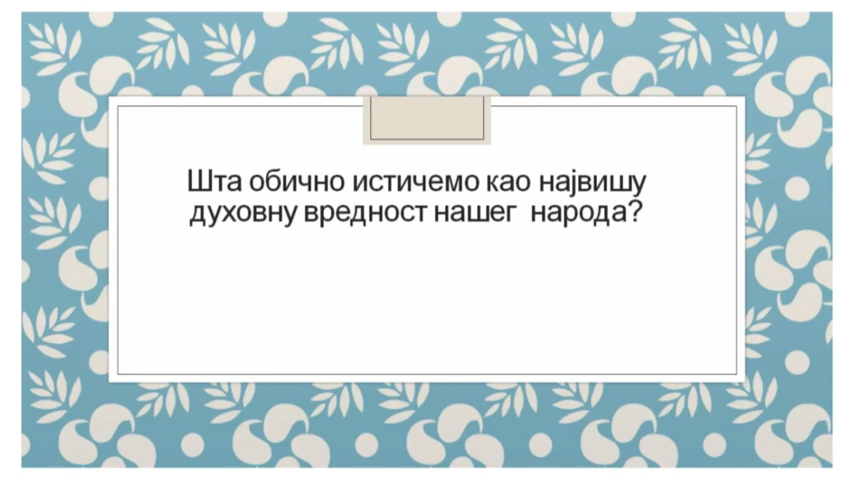 Шта обично истичемо као највишу
духовну вредност нашег народа?